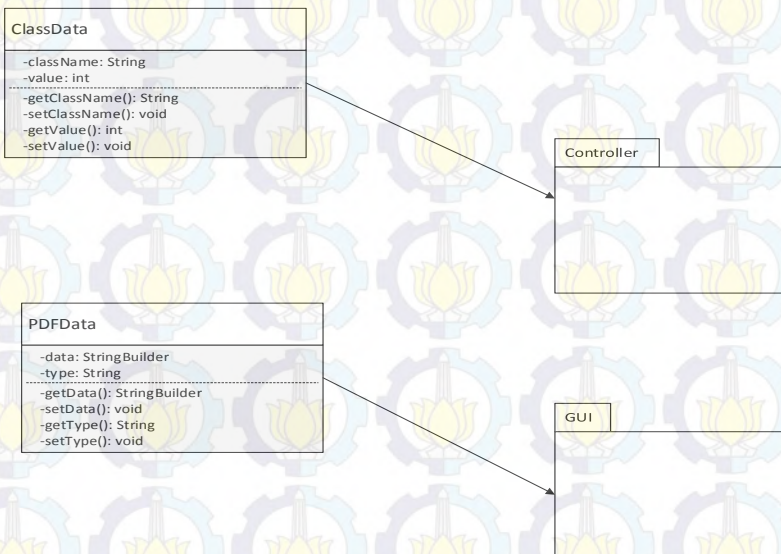 ClassData
-className: String
-value: int
-getClassName(): String
-setClassName(): void
-getValue(): int
-setValue(): void
Controller
PDFData
-data: StringBuilder
-type: String
-getData(): StringBuilder
-setData(): void
-getType(): String
-setType(): void
GUI